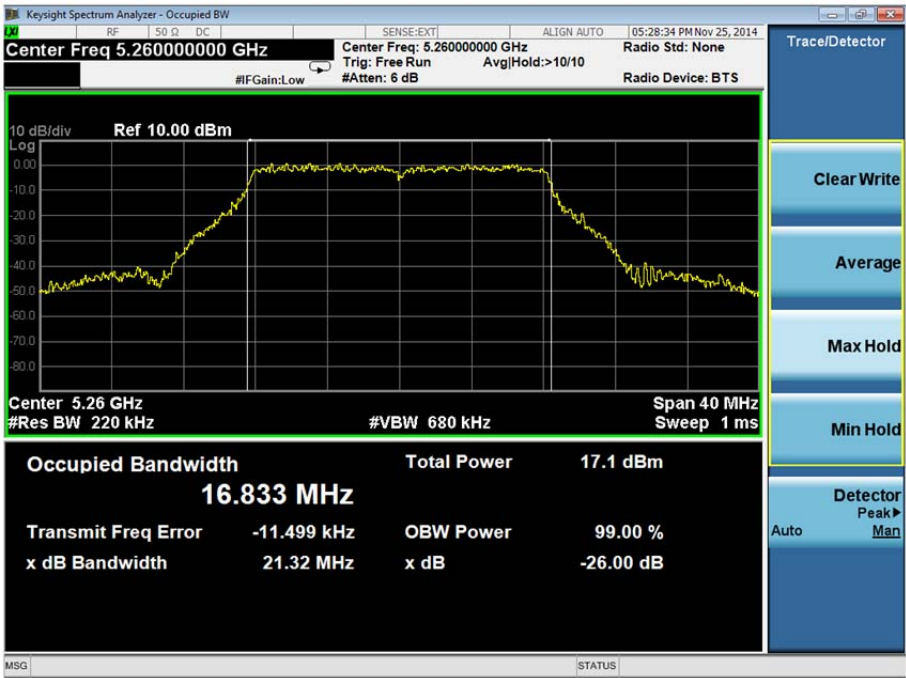 Keysight Spectrum Analyzer - Occupied BW
LXI RF 50 Ω DC SENSE:EXT ALIGN AUTO 05:28:34 PM Nov 25, 2014
Center Freq 5.260000000 GHz
Center Freq: 5.260000000 GHz
Radio Std: None
Trig: Free Run Avg|Hold:>10/10
#IFGain:Low #Atten: 6 dB Radio Device: BTS
Trace/Detector
10 dB/div Ref 10.00 dBm
Log
0.00
-10.0
-20.0
-30.0
-40.0
-50.0
-60.0
-70.0
-80.0
Center 5.26 GHz Span 40 MHz
#Res BW 220 kHz #VBW 680 kHz Sweep 1 ms
Occupied Bandwidth Total Power 17.1 dBm
16.833 MHz
Transmit Freq Error -11.499 kHz OBW Power 99.00 %
x dB Bandwidth 21.32 MHz x dB -26.00 dB
Clear Write
Average
Max Hold
Min Hold
Detector
Peak▶
Auto Man
MSG STATUS